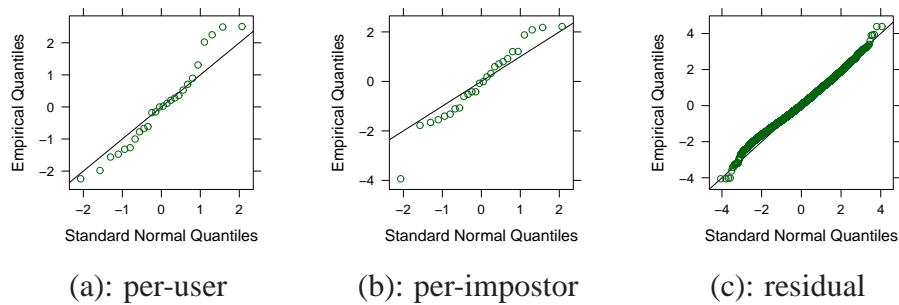 Empirical Quantiles
2
1
0
−1
−2
−2 −1 0 1 2
Standard Normal Quantiles
(a): per-user
Empirical Quantiles
2
0
−2
−4
−2 −1 0 1 2
Standard Normal Quantiles
(b): per-impostor
Empirical Quantiles
4
2
0
−2
−4
−4 −2 0 2 4
Standard Normal Quantiles
(c): residual